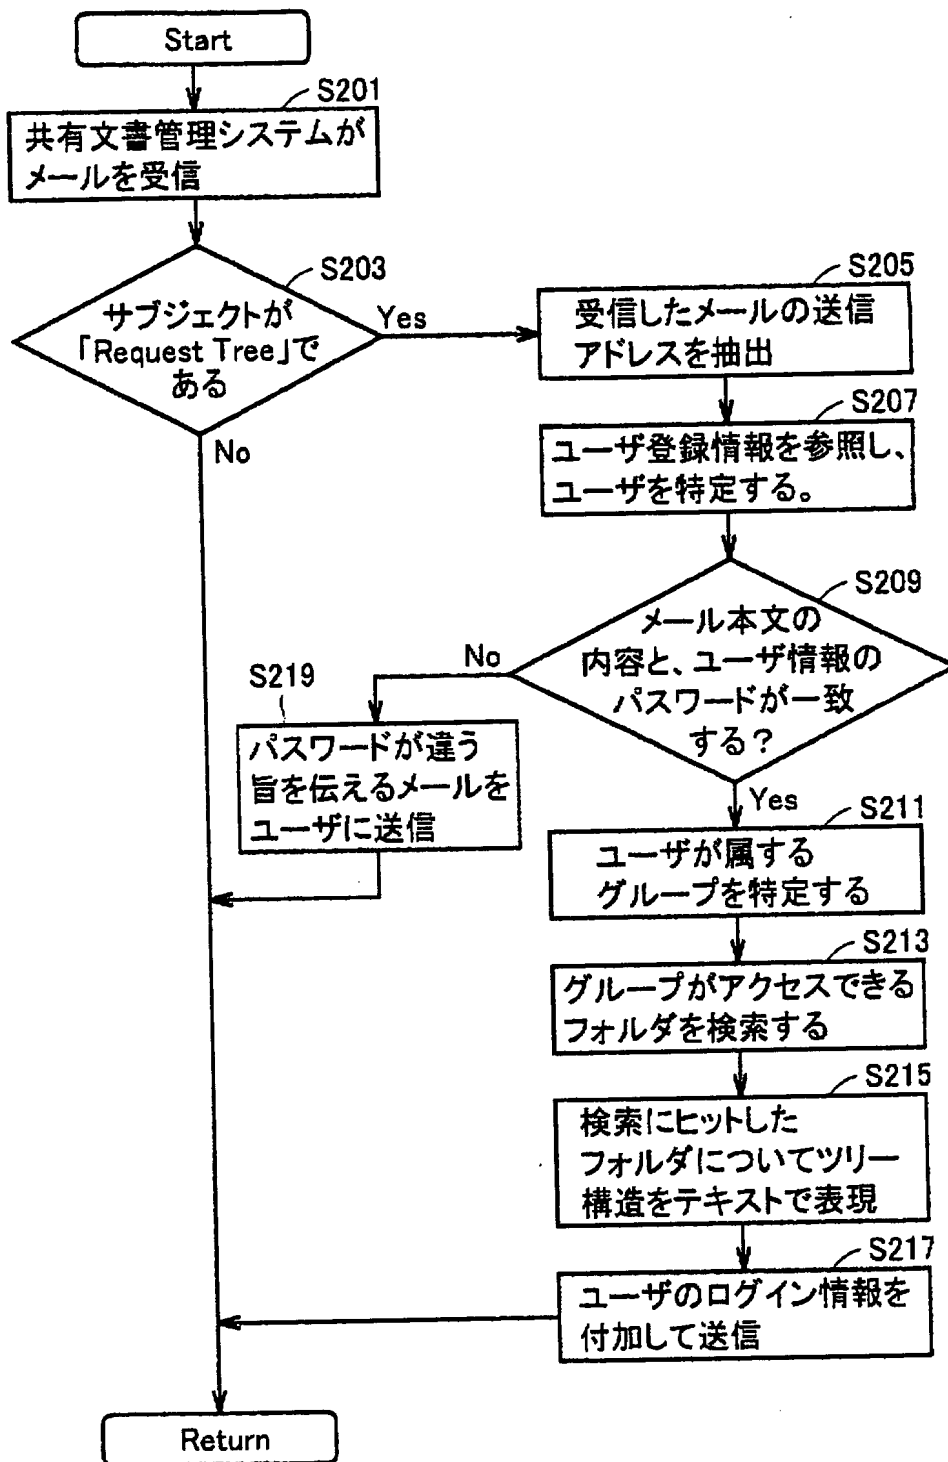 Start
S201
共有文書管理システムが
メールを受信
S203
サブジェクトが
「Request Tree」で
ある
Yes
No
S205
受信したメールの送信
アドレスを抽出
S207
ユーザ登録情報を参照し、
ユーザを特定する。
S209
メール本文の
内容と、ユーザ情報の
パスワードが一致
する?
No
Yes
S219
パスワードが違う
旨を伝えるメールを
ユーザに送信
S211
ユーザが属する
グループを特定する
S213
グループがアクセスできる
フォルダを検索する
S215
検索にヒットした
フォルダについてツリー
構造をテキストで表現
S217
ユーザのログイン情報を
付加して送信
Return